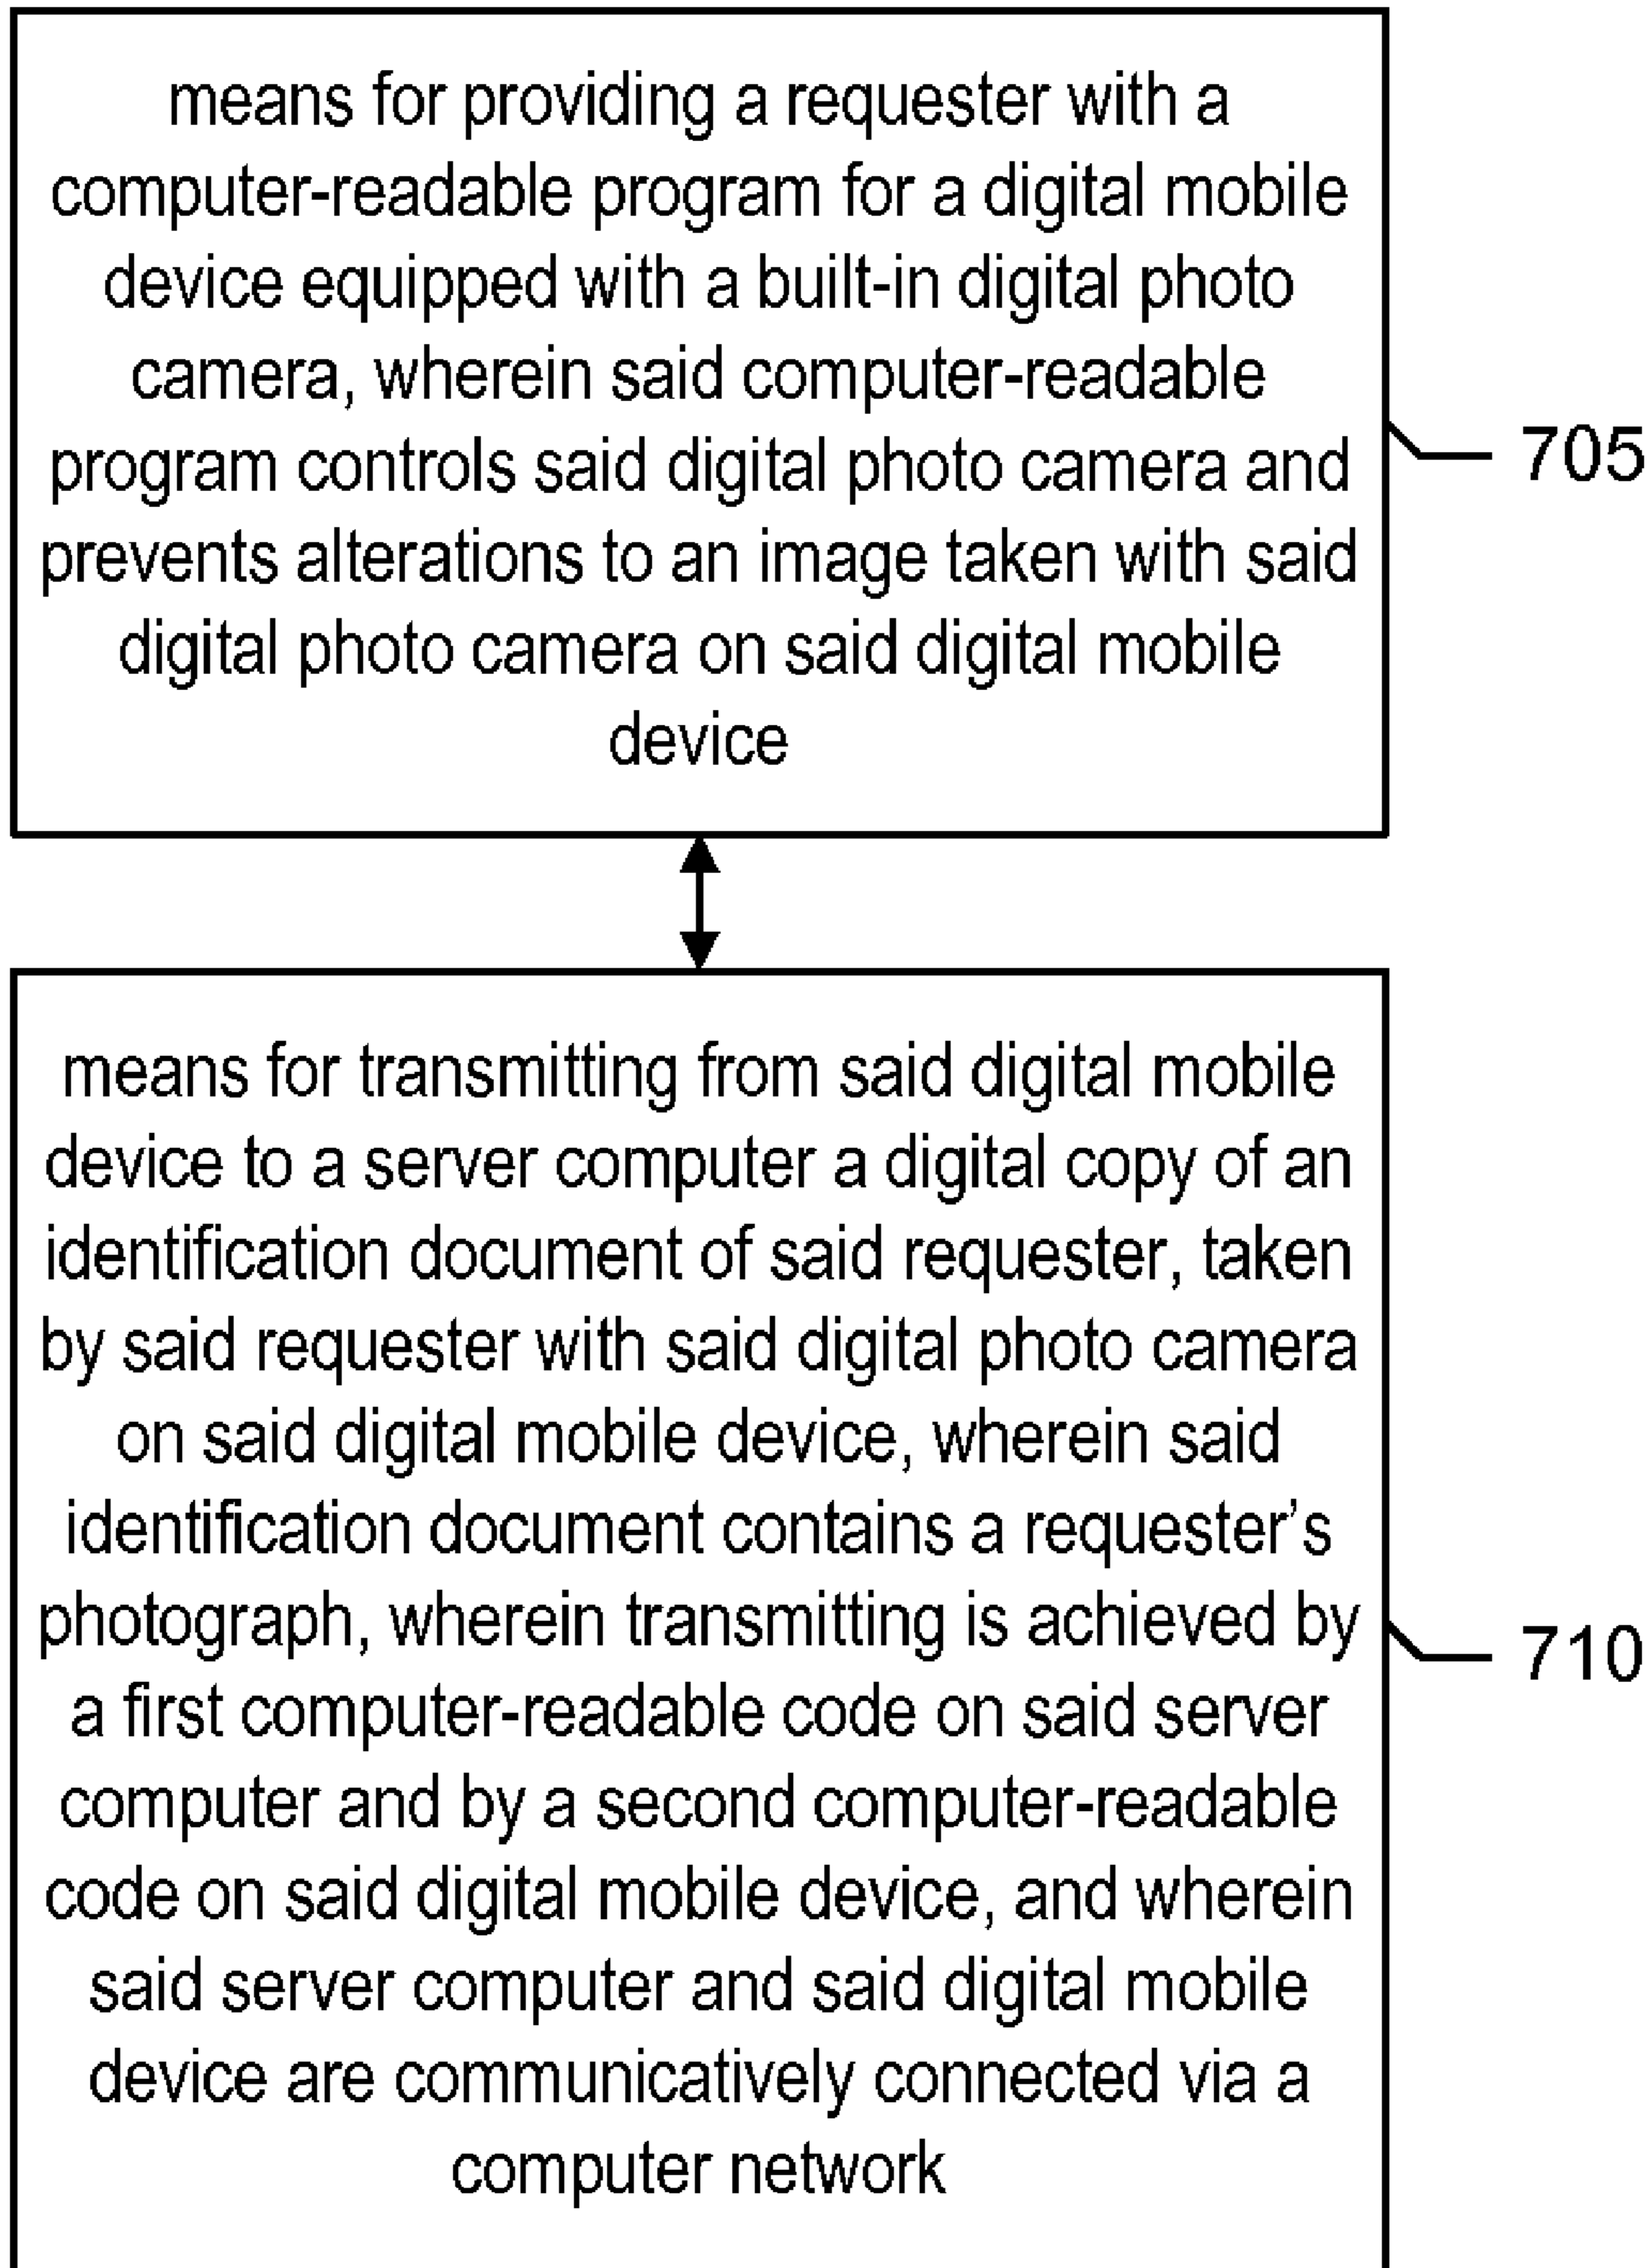 means for providing a requester with a
computer-readable program for a digital mobile
device equipped with a built-in digital photo
camera, wherein said computer-readable
program controls said digital photo camera and
prevents alterations to an image taken with said
digital photo camera on said digital mobile
device
705
means for transmitting from said digital mobile
device to a server computer a digital copy of an
identification document of said requester, taken
by said requester with said digital photo camera
on said digital mobile device, wherein said
identification document contains a requester’s
photograph, wherein transmitting is achieved by
a first computer-readable code on said server
computer and by a second computer-readable
code on said digital mobile device, and wherein
said server computer and said digital mobile
device are communicatively connected via a
computer network
710